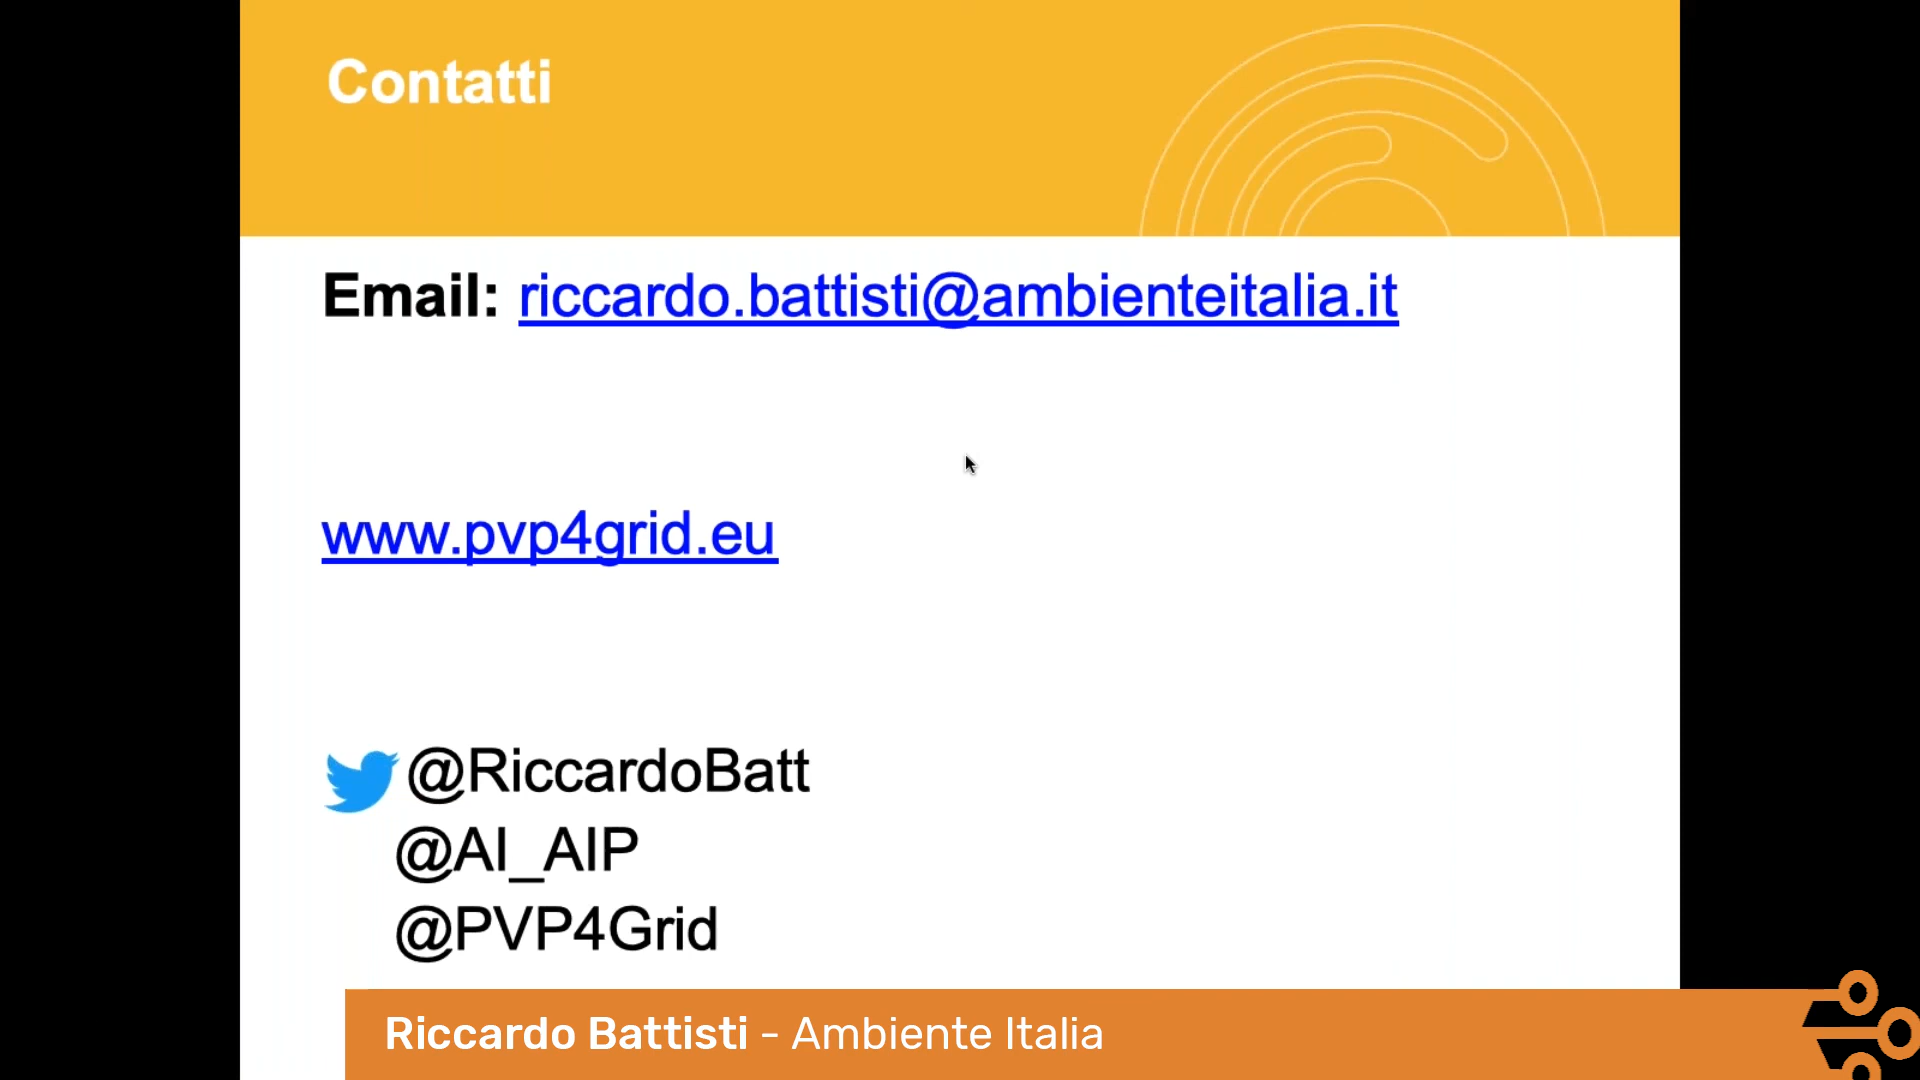 Contatti
Email: riccardo.battisti@ambienteitalia.it
www.pvp4grid.eu
@RiccardoBatt
@AI_AIP
@PVP4Grid
Riccardo Battisti - Ambiente Italia